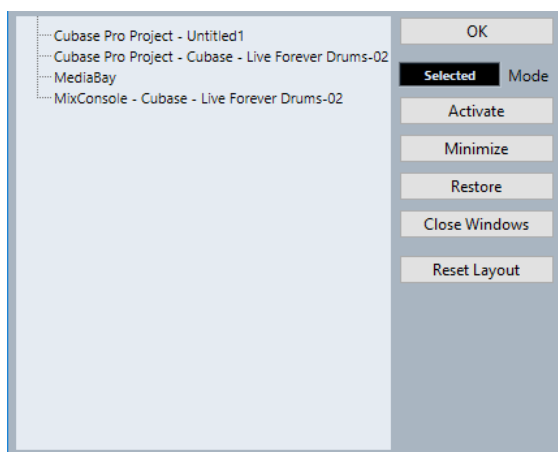 Cubase Pro Project - Untitled1
Cubase Pro Project - Cubase - Live Forever Drums-02
MediaBay
MixConsole - Cubase - Live Forever Drums-02
OK
Selected Mode
Activate
Minimize
Restore
Close Windows
Reset Layout